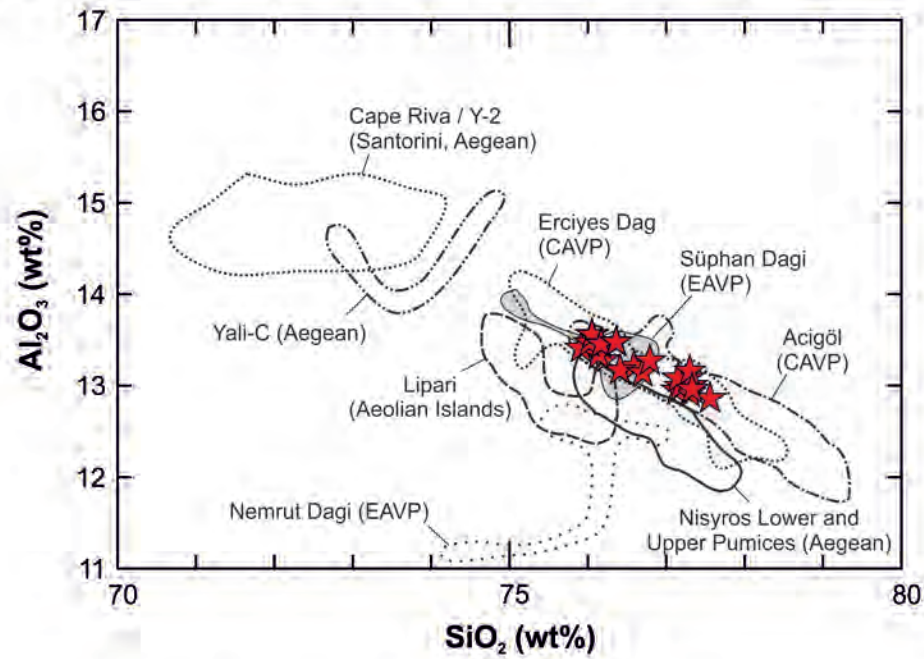 17
16
15
14
13
12
11
Al₂O₃ (wt%)
Cape Riva / Y-2
(Santorini, Aegean)
Yali-C (Aegean)
Erciyes Dag
(CAVP)
Süphan Dagi
(EAVP)
Acigöl
(CAVP)
Lipari
(Aeolian Islands)
Nemrut Dagi (EAVP)
Nisyros Lower and
Upper Pumices (Aegean)
70
75
80
SiO₂ (wt%)